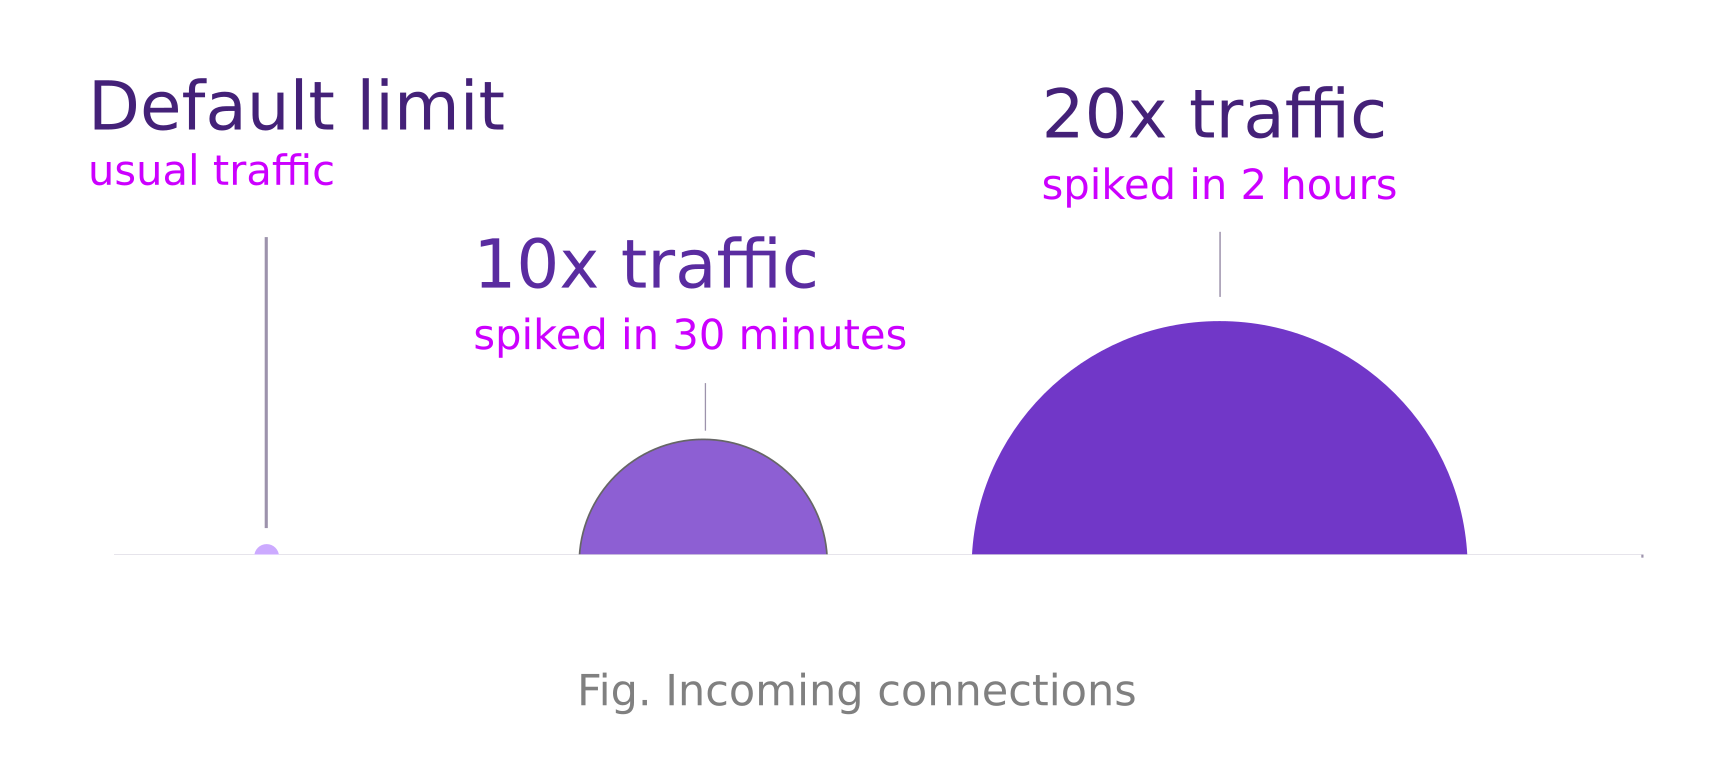 Default limit
usual traffic
10x traffic
spiked in 30 minutes
20x traffic
spiked in 2 hours
Fig. Incoming connections